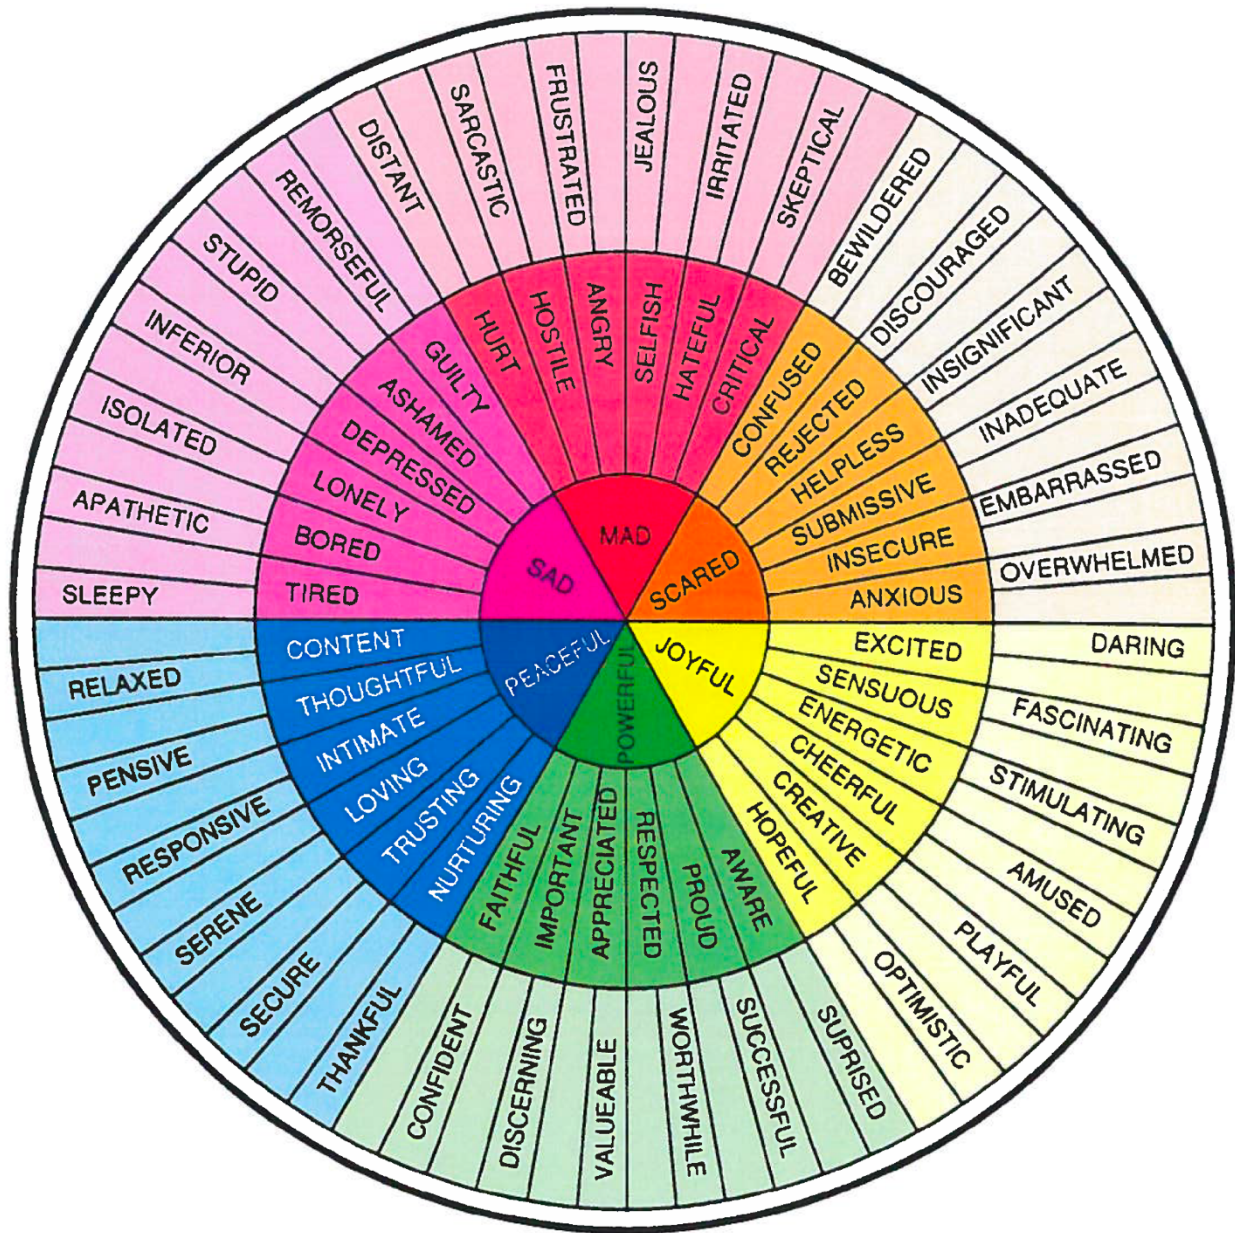 MAD
SCARED
JOYFUL
POWERFUL
PEACEFUL
SAD
HURT
HOSTILE
ANGRY
SELFISH
HATEFUL
CRITICAL
CONFUSED
REJECTED
HELPLESS
SUBMISSIVE
INSECURE
ANXIOUS
EXCITED
SENSUOUS
ENERGETIC
CHEERFUL
CREATIVE
HOPEFUL
AWARE
PROUD
RESPECTED
APPRECIATED
IMPORTANT
FAITHFUL
NURTURING
TRUSTING
LOVING
INTIMATE
THOUGHTFUL
CONTENT
TIRED
BORED
LONELY
DEPRESSED
ASHAMED
GUILTY
DISTANT
SARCASTIC
FRUSTRATED
JEALOUS
IRRITATED
SKEPTICAL
BEWILDERED
DISCOURAGED
INSIGNIFICANT
INADEQUATE
EMBARRASSED
OVERWHELMED
DARING
FASCINATING
STIMULATING
AMUSED
PLAYFUL
OPTIMISTIC
SUPRISED
SUCCESSFUL
WORTHWHILE
VALUEABLE
DISCERNING
CONFIDENT
THANKFUL
SECURE
SERENE
RESPONSIVE
PENSIVE
RELAXED
SLEEPY
APATHETIC
ISOLATED
INFERIOR
STUPID
REMORSEFUL